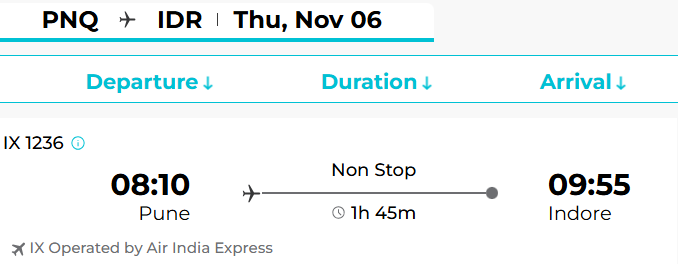 PNQ IDR | Thu, Nov 06
Departure↓ Duration↓ Arrival↓
IX 1236
Non Stop
08:10 09:55
Pune 1h 45m Indore
IX Operated by Air India Express